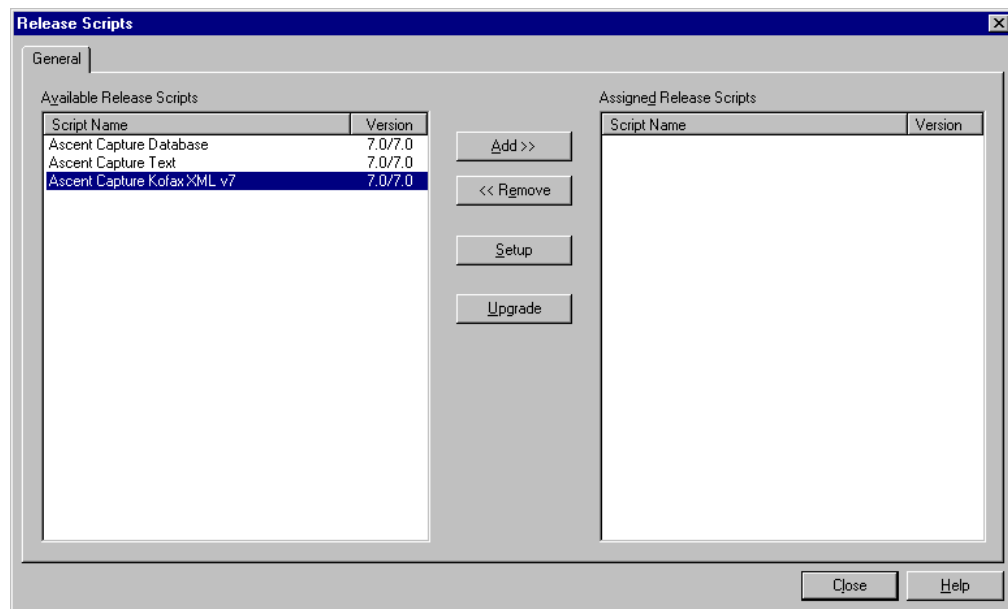 Release Scripts
General
Available Release Scripts
Script Name Version
Ascent Capture Database 7.0/7.0
Ascent Capture Text 7.0/7.0
Ascent Capture Kofax XML v7 7.0/7.0
Add >>
<< Remove
Setup
Upgrade
Assigned Release Scripts
Script Name Version
Close Help